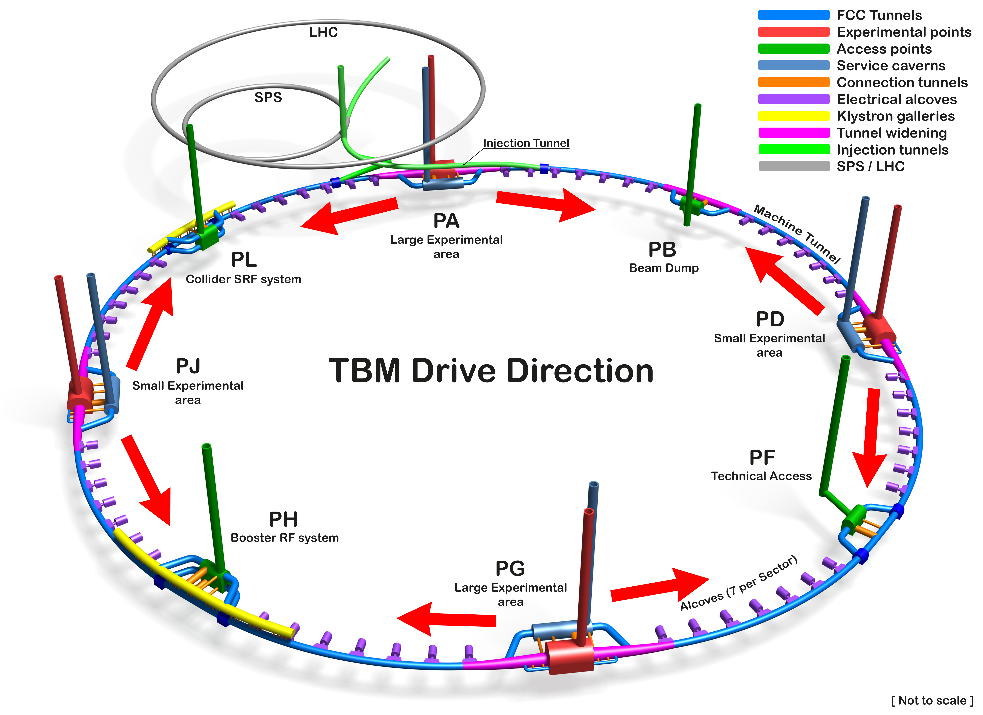 LHC
SPS
Injection Tunnel
FCC Tunnels
Experimental points
Access points
Service caverns
Connection tunnels
Electrical alcoves
Klystron galleries
Tunnel widening
Injection tunnels
SPS / LHC
PA
Large Experimental
area
PB
Beam Dump
Machine Tunnel
PL
Collider SRF system
PD
Small Experimental
area
PJ
Small Experimental
area
TBM Drive Direction
PF
Technical Access
PH
Booster RF system
PG
Large Experimental
area
Alcoves (7 per Sector)
[ Not to scale ]